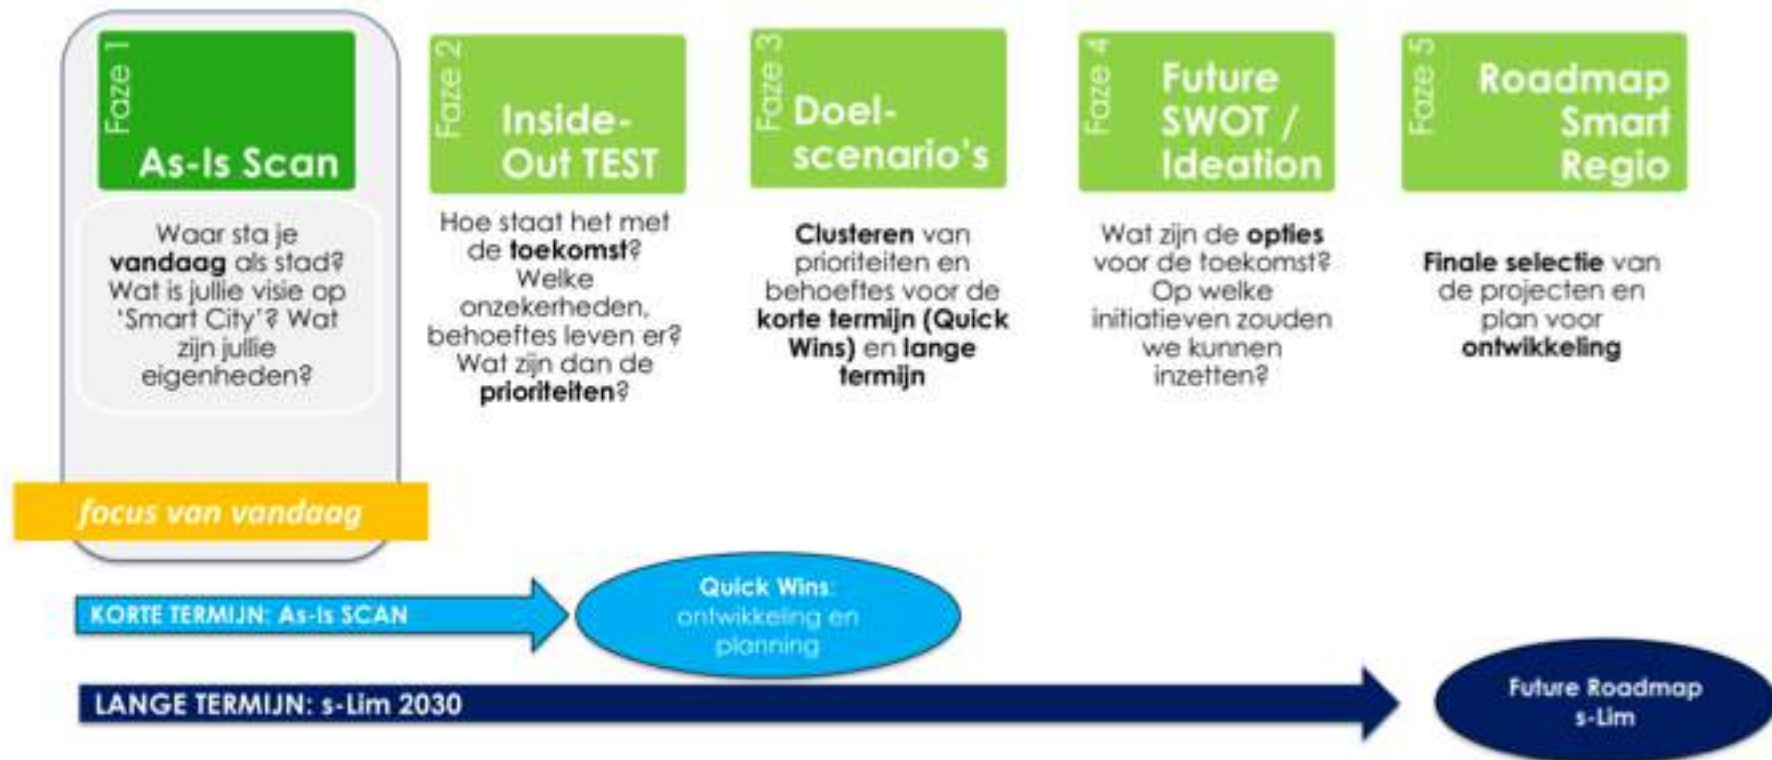 Faze 1
As-Is Scan
Waar sta je
vandaag als stad?
Wat is jullie visie op
‘Smart City’? Wat
zijn jullie
eigenheden?
focus van vandaag
Faze 2
Inside-
Out TEST
Hoe staat het met
de toekomst?
Welke
onzekerheden,
behoeftes leven er?
Wat zijn dan de
prioriteiten?
Faze 3
Doel-
scenario’s
Clusteren van
prioriteiten en
behoeftes voor de
korte termijn (Quick
Wins) en lange
termijn
Faze 4
Future
SWOT /
Ideation
Wat zijn de opties
voor de toekomst?
Op welke
initiatieven zouden
we kunnen
inzetten?
Faze 5
Roadmap
Smart
Regio
Finale selectie van
de projecten en
plan voor
ontwikkeling
KORTE TERMIJN: As-Is SCAN
Quick Wins:
ontwikkeling en
planning
LANGE TERMIJN: s-Lim 2030
Future Roadmap
s-Lim